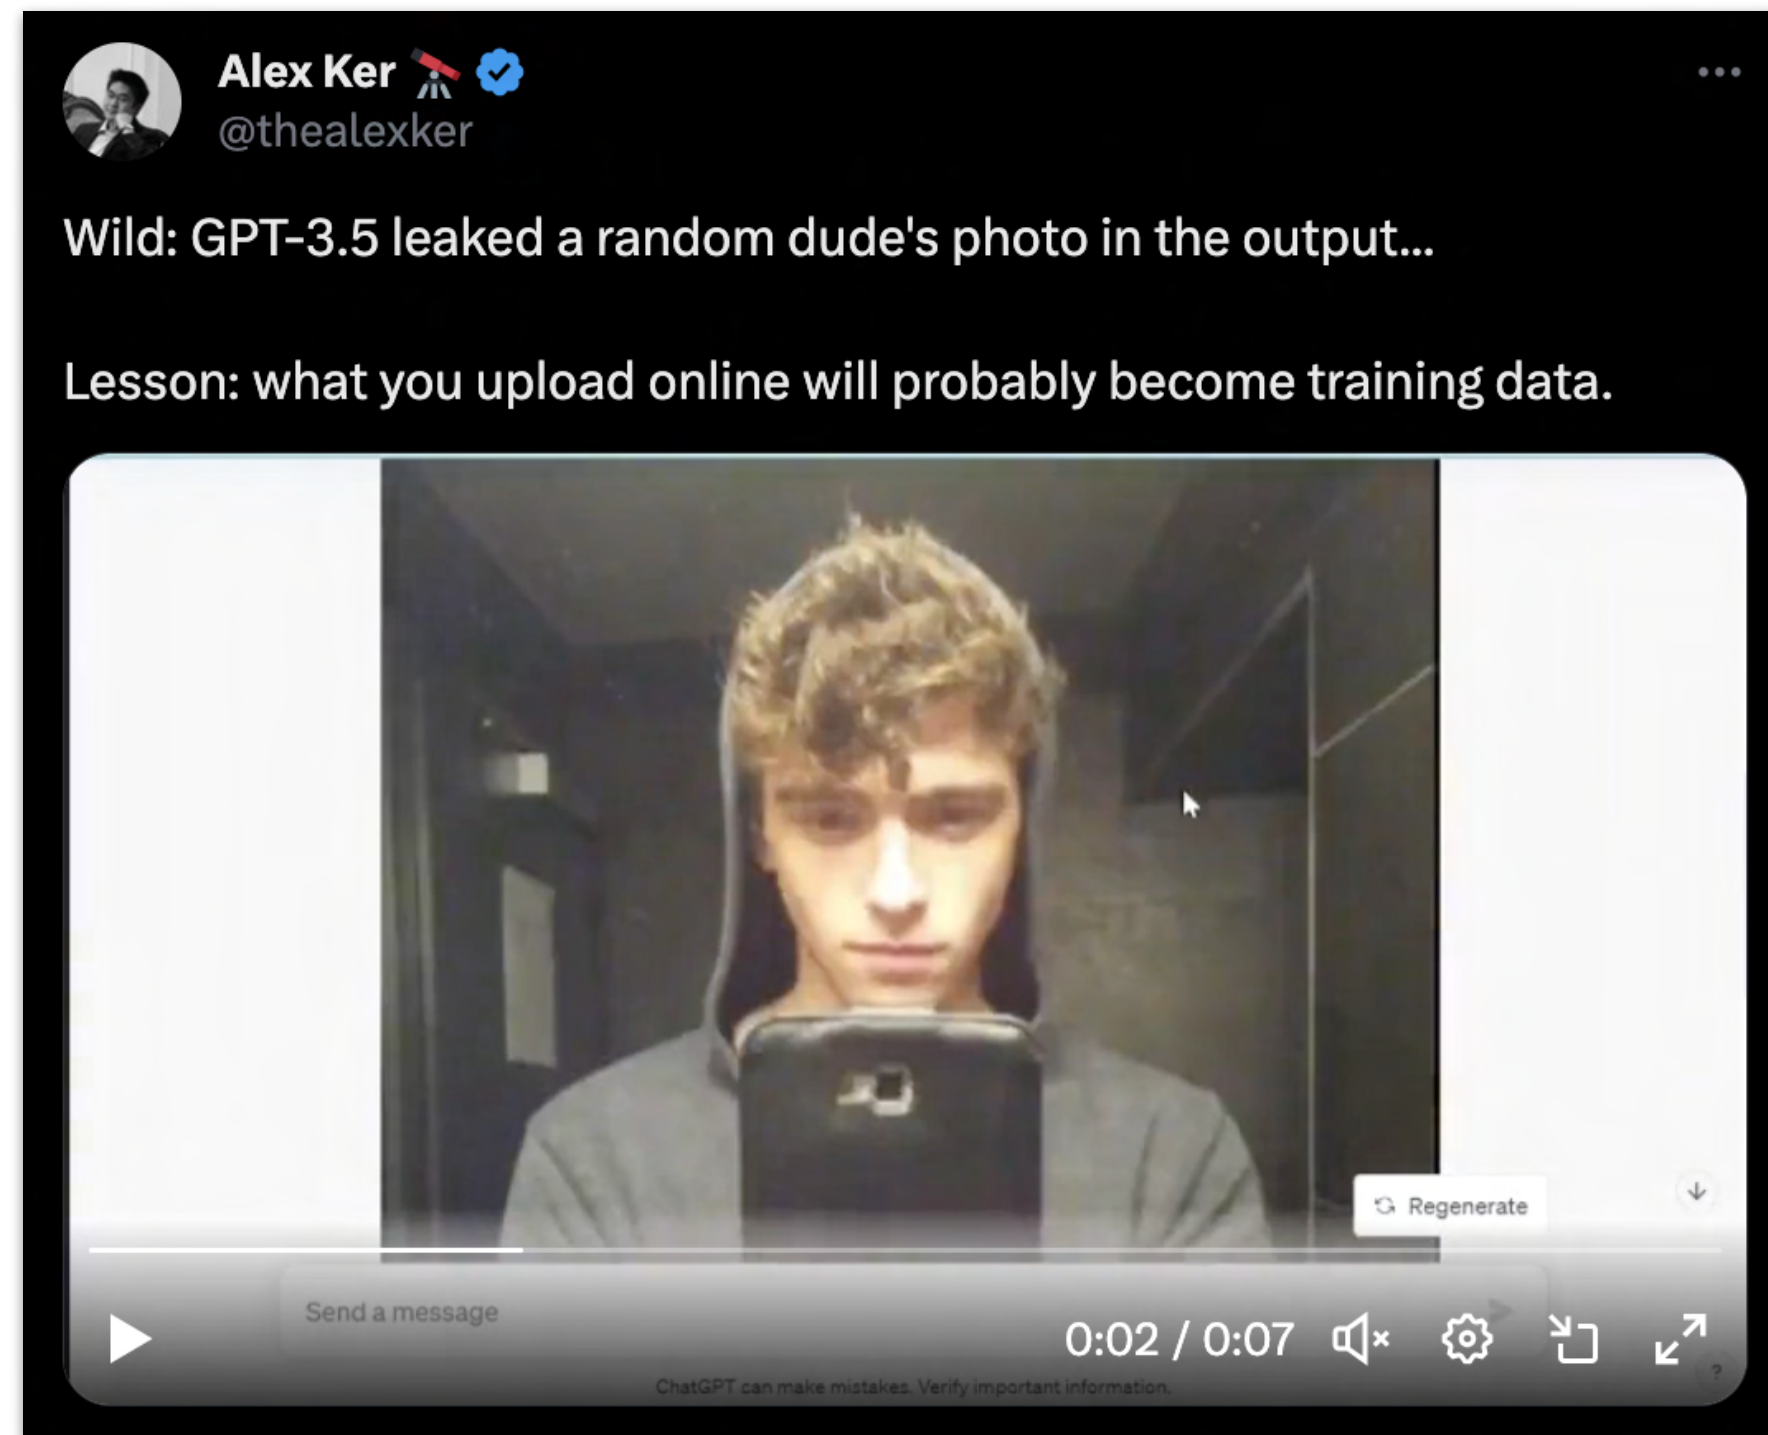 Alex Ker
@thealexker
Wild: GPT-3.5 leaked a random dude's photo in the output...
Lesson: what you upload online will probably become training data.
Regenerate
Send a message
0:02 / 0:07
ChatGPT can make mistakes. Verify important information.
?